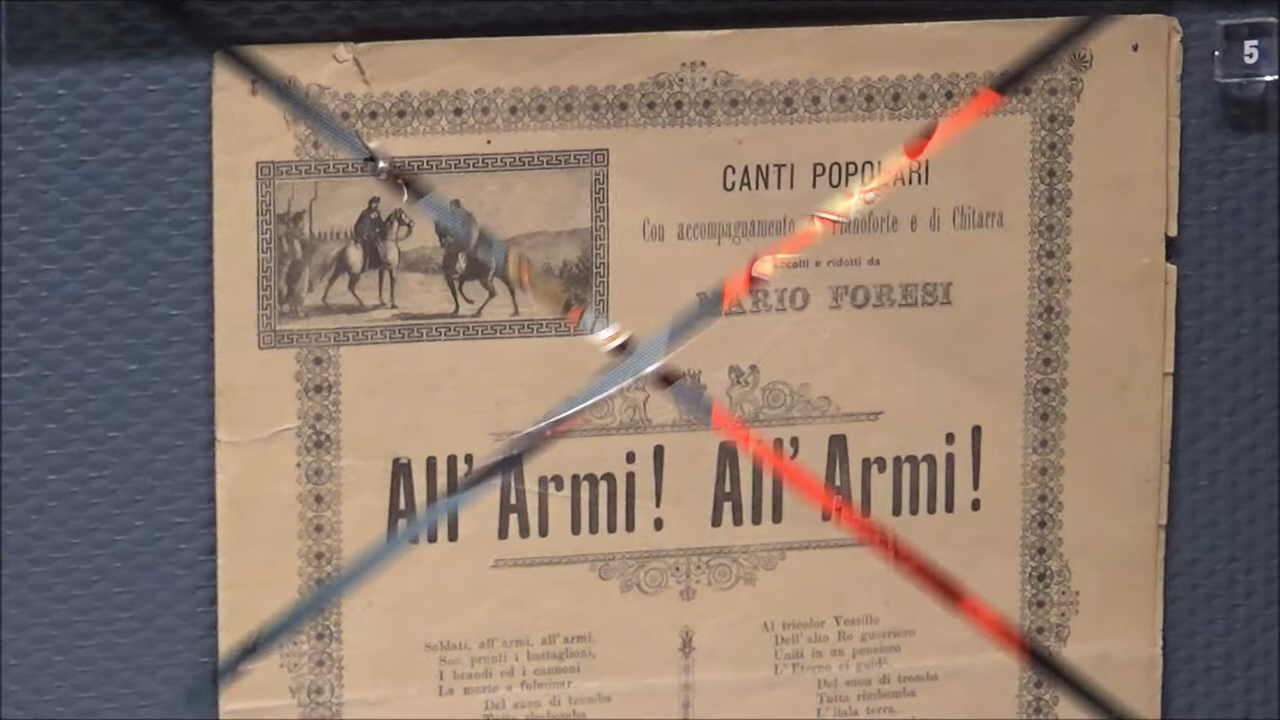 5
CANTI POPOLARI
Con accompagnamento di Pianoforte e di Chitarra
raccolti e ridotti da
MARIO FORESI
All' Armi! All' Armi!
Soldati, all' armi, all' armi,
Son pronti i battaglioni,
I brandi ed i cannoni
La morte a fulminar.
Del suon di tromba
Tutta rimbomba
Al tricolor Vessillo
Dell' alto Re guerriero
Uniti in un pensiero
L' Eterno ci guidò.
Del suon di tromba
Tutta rimbomba
L' itala terra..